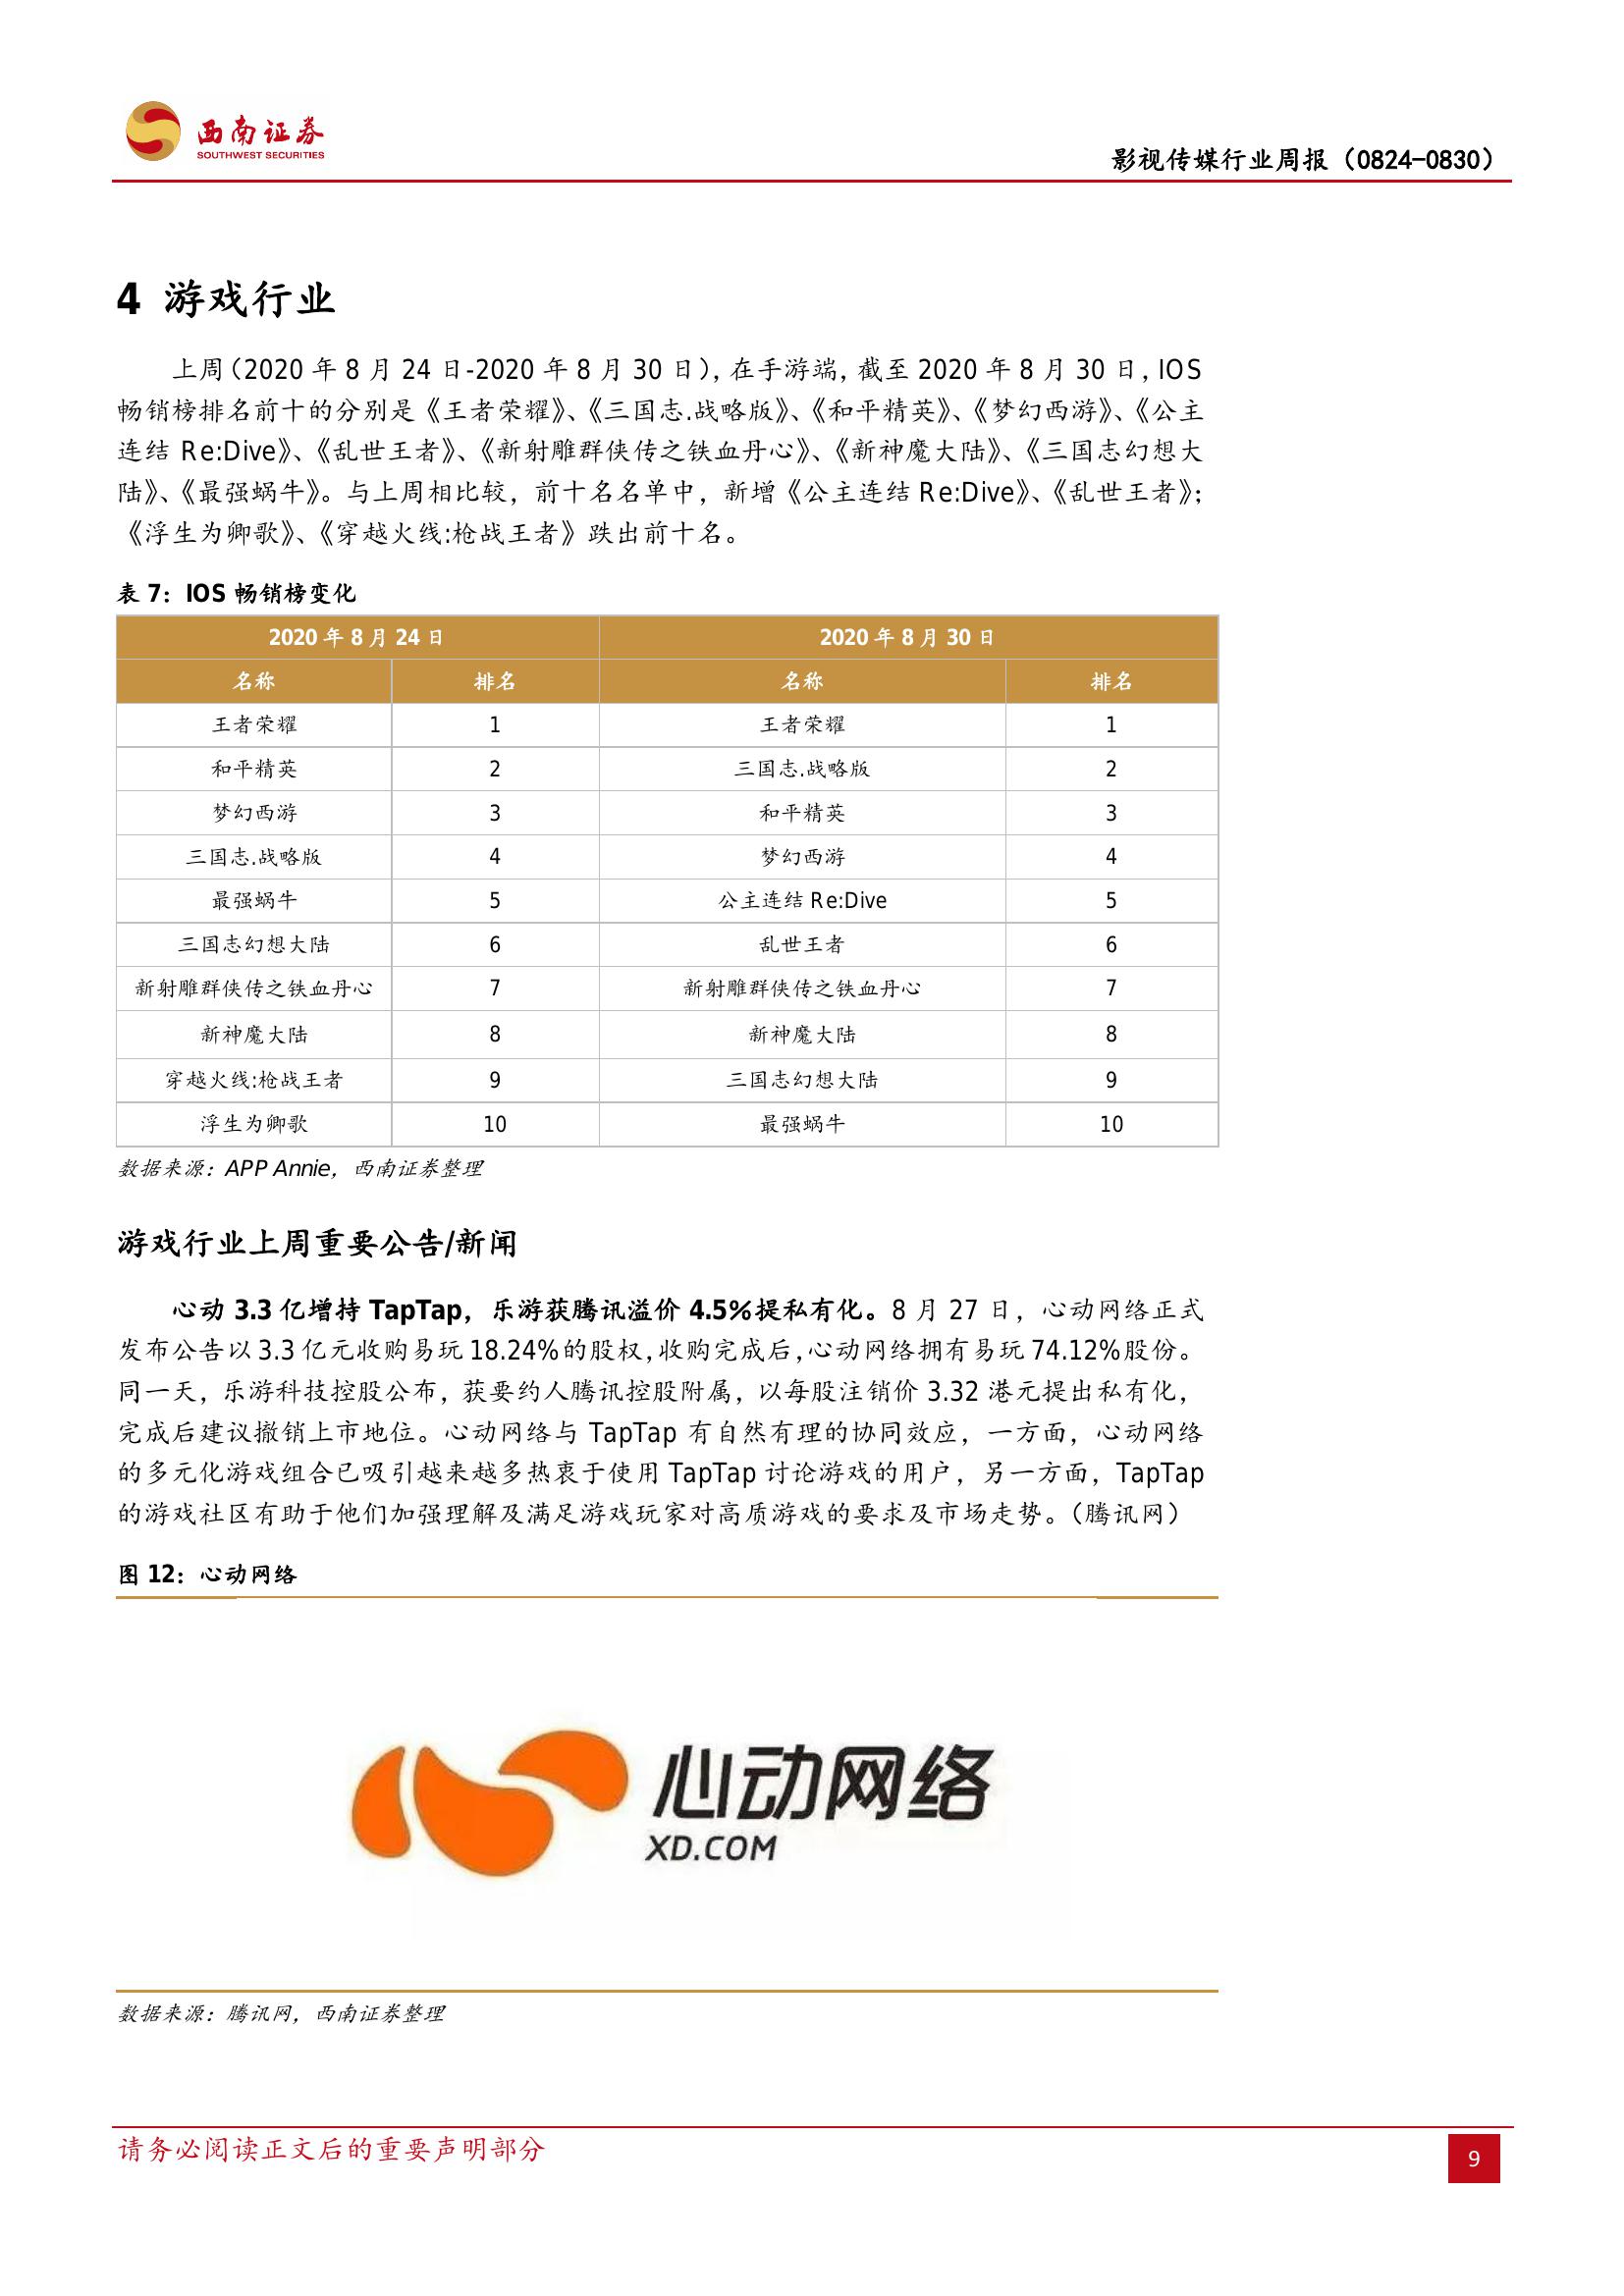 西南证券
SOUTHWEST SECURITIES
影视传媒行业周报（0824-0830）
4 游戏行业
上周（2020 年 8 月 24 日-2020 年 8 月 30 日），在手游端，截至 2020 年 8 月 30 日，IOS
畅销榜排名前十的分别是《王者荣耀》、《三国志.战略版》、《和平精英》、《梦幻西游》、《公主
连结 Re:Dive》、《乱世王者》、《新射雕群侠传之铁血丹心》、《新神魔大陆》、《三国志幻想大
陆》、《最强蜗牛》。与上周相比较，前十名名单中，新增《公主连结 Re:Dive》、《乱世王者》；
《浮生为卿歌》、《穿越火线:枪战王者》跌出前十名。
表 7：IOS 畅销榜变化
2020 年 8 月 24 日 2020 年 8 月 30 日
名称 排名 名称 排名
王者荣耀 1 王者荣耀 1
和平精英 2 三国志.战略版 2
梦幻西游 3 和平精英 3
三国志.战略版 4 梦幻西游 4
最强蜗牛 5 公主连结 Re:Dive 5
三国志幻想大陆 6 乱世王者 6
新射雕群侠传之铁血丹心 7 新射雕群侠传之铁血丹心 7
新神魔大陆 8 新神魔大陆 8
穿越火线:枪战王者 9 三国志幻想大陆 9
浮生为卿歌 10 最强蜗牛 10
数据来源：APP Annie，西南证券整理
游戏行业上周重要公告/新闻
心动 3.3 亿增持 TapTap，乐游获腾讯溢价 4.5%提私有化。8 月 27 日，心动网络正式
发布公告以 3.3 亿元收购易玩 18.24%的股权，收购完成后，心动网络拥有易玩 74.12%股份。
同一天，乐游科技控股公布，获要约人腾讯控股附属，以每股注销价 3.32 港元提出私有化，
完成后建议撤销上市地位。心动网络与 TapTap 有自然有理的协同效应，一方面，心动网络
的多元化游戏组合已吸引越来越多热衷于使用 TapTap 讨论游戏的用户，另一方面，TapTap
的游戏社区有助于他们加强理解及满足游戏玩家对高质游戏的要求及市场走势。（腾讯网）
图 12：心动网络
心动网络
XD.COM
数据来源：腾讯网，西南证券整理
请务必阅读正文后的重要声明部分
9